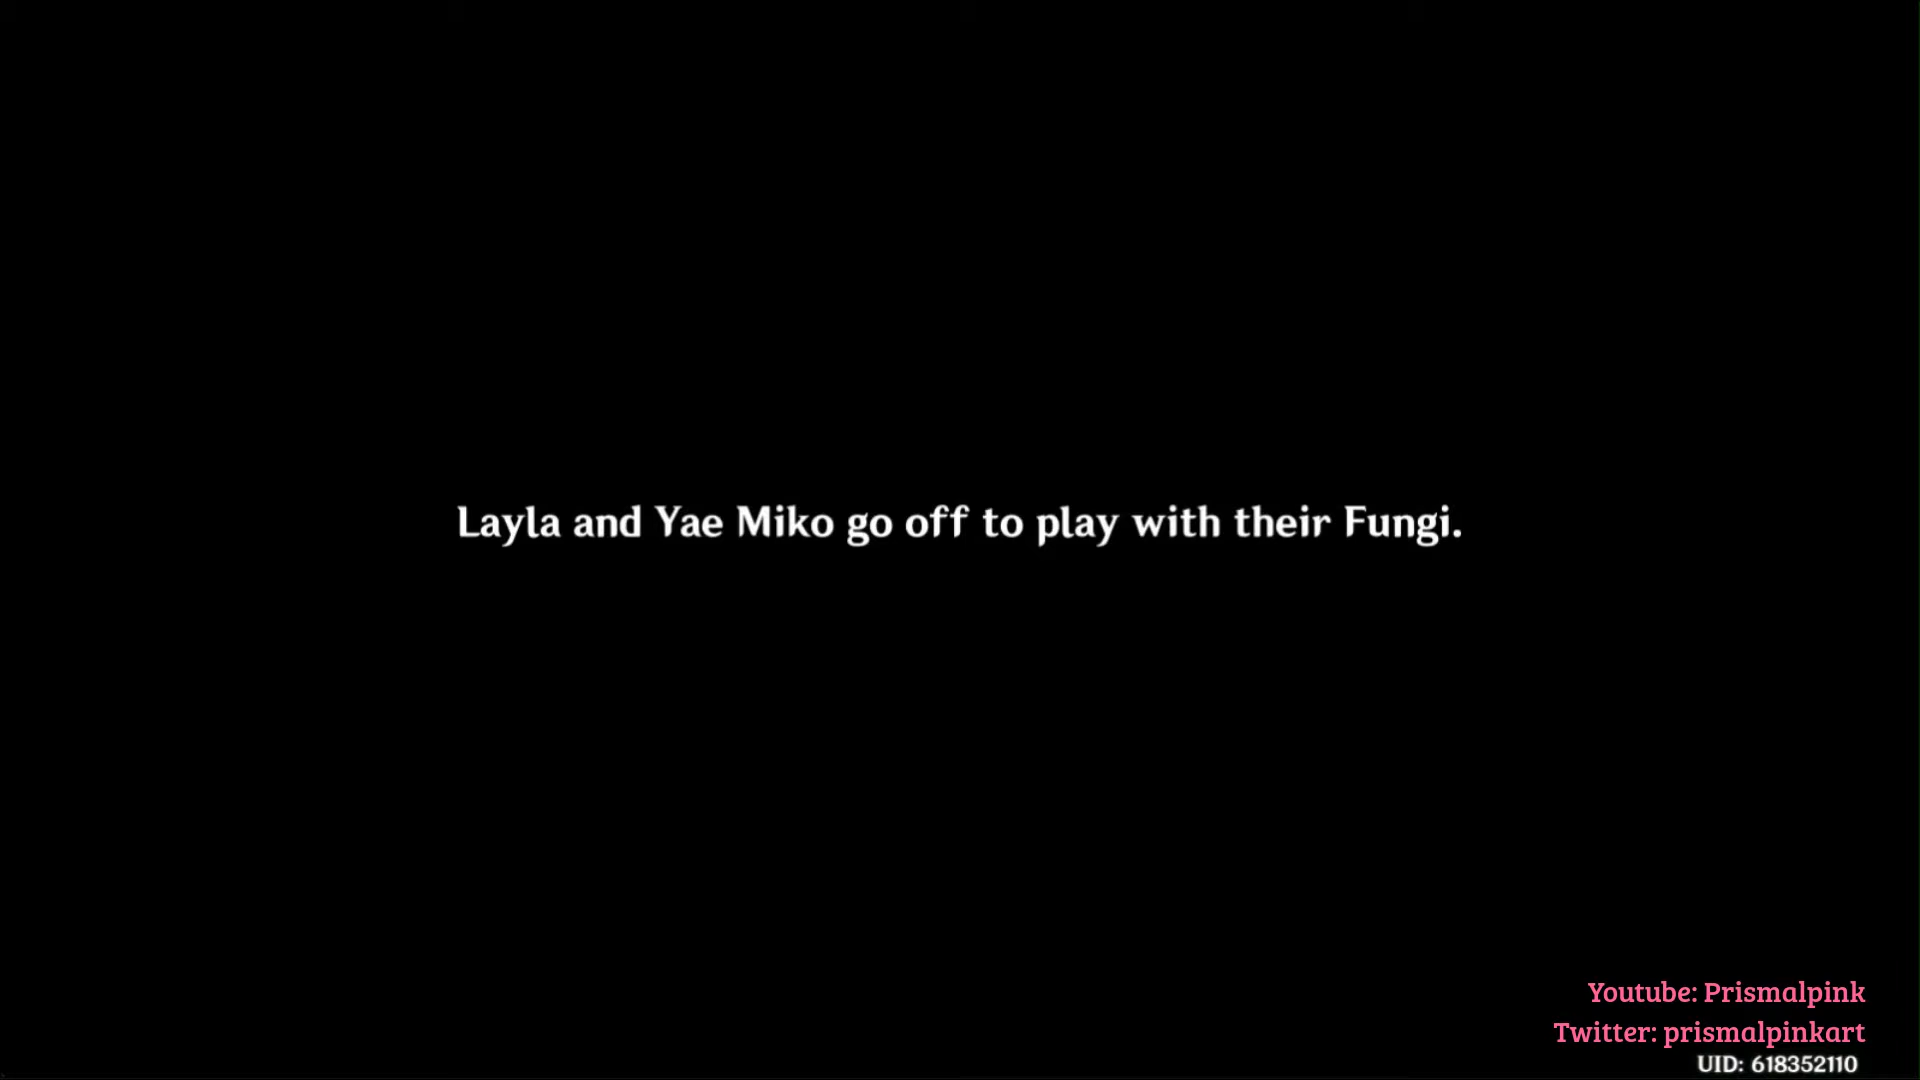 Layla and Yae Miko go off to play with their Fungi.
Youtube: Prismalpink
Twitter: prismalpinkart
UID: 618352110